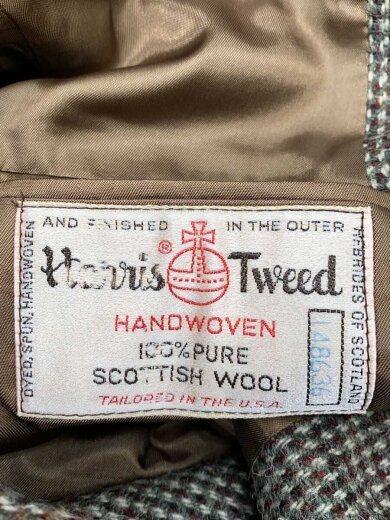 DYED, SPUN, HANDWOVEN
AND FINISHED IN THE OUTER
HEBRIDES OF SCOTLAND
Harris® Tweed
HANDWOVEN
100% PURE
SCOTTISH WOOL
TAILORED IN THE U.S.A.